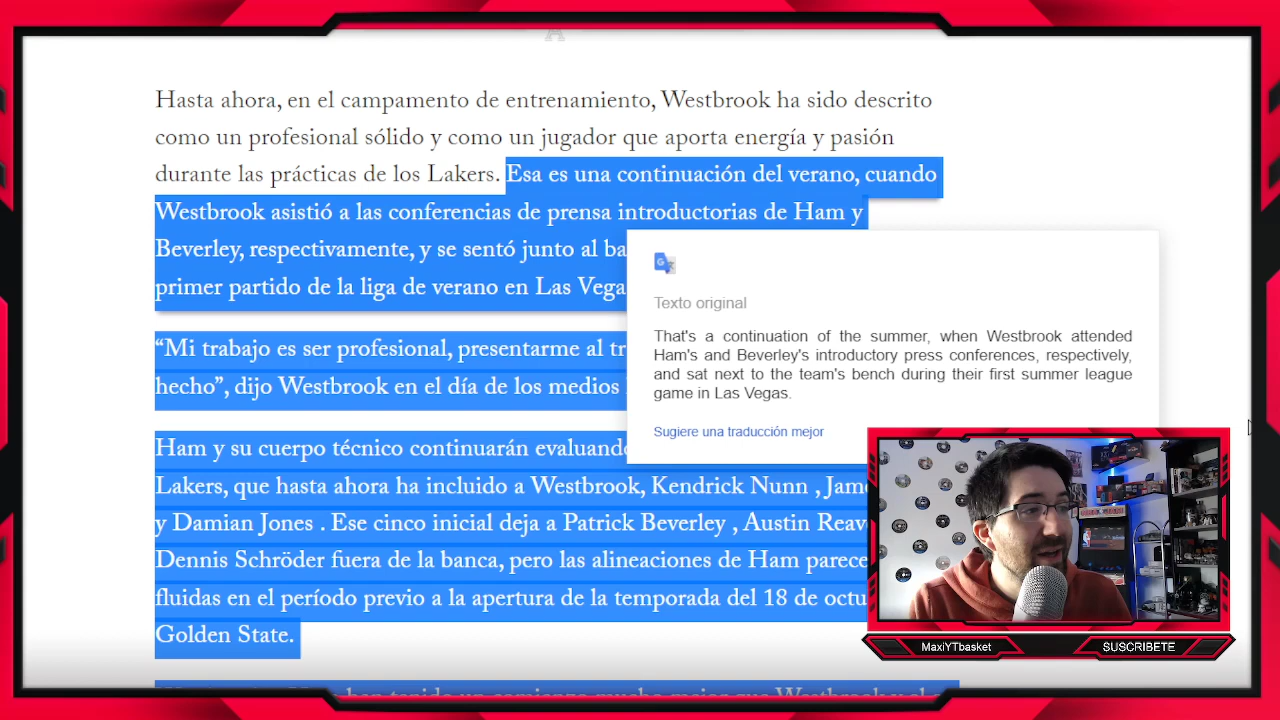 Hasta ahora, en el campamento de entrenamiento, Westbrook ha sido descrito
como un profesional sólido y como un jugador que aporta energía y pasión
durante las prácticas de los Lakers. Esa es una continuación del verano, cuando
Westbrook asistió a las conferencias de prensa introductorias de Ham y
Beverley, respectivamente, y se sentó junto al
primer partido de la liga de verano en Las
“Mi trabajo es ser profesional, presentarme al
hecho”, dijo Westbrook en el día de los medios
Ham y su cuerpo técnico continuarán
Lakers, que hasta ahora ha incluido a Westbrook, Kendrick Nunn ,
y Damian Jones . Ese cinco inicial deja a Patrick Beverley , Austin
Dennis Schröder fuera de la banca, pero las alineaciones de Ham
fluidas en el período previo a la apertura de la temporada del 18 de
Golden State.
Texto original
That's a continuation of the summer, when Westbrook attended
Ham's and Beverley's introductory press conferences, respectively,
and sat next to the team's bench during their first summer league
game in Las Vegas.
Sugiere una traducción mejor
MaxiYTbasket
SUSCRIBETE